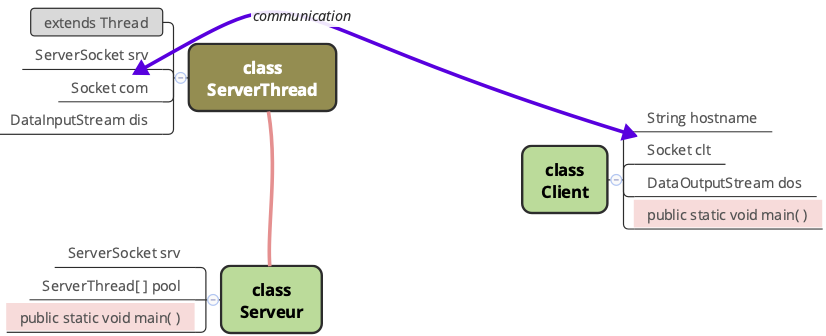 communication
extends Thread
ServerSocket srv
Socket com
DataInputStream dis
class
ServerThread
String hostname
Socket clt
DataOutputStream dos
public static void main( )
class
Client
ServerSocket srv
ServerThread[ ] pool
public static void main( )
class
Serveur